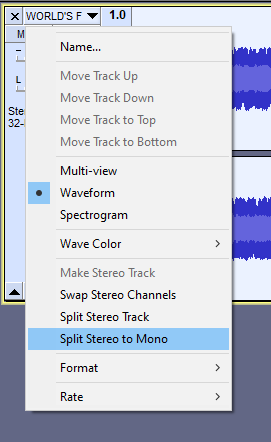 WORLD'S F
1.0
M
L
Ste
32-
Name...
Move Track Up
Move Track Down
Move Track to Top
Move Track to Bottom
Multi-view
Waveform
Spectrogram
Wave Color
Make Stereo Track
Swap Stereo Channels
Split Stereo Track
Split Stereo to Mono
Format
Rate